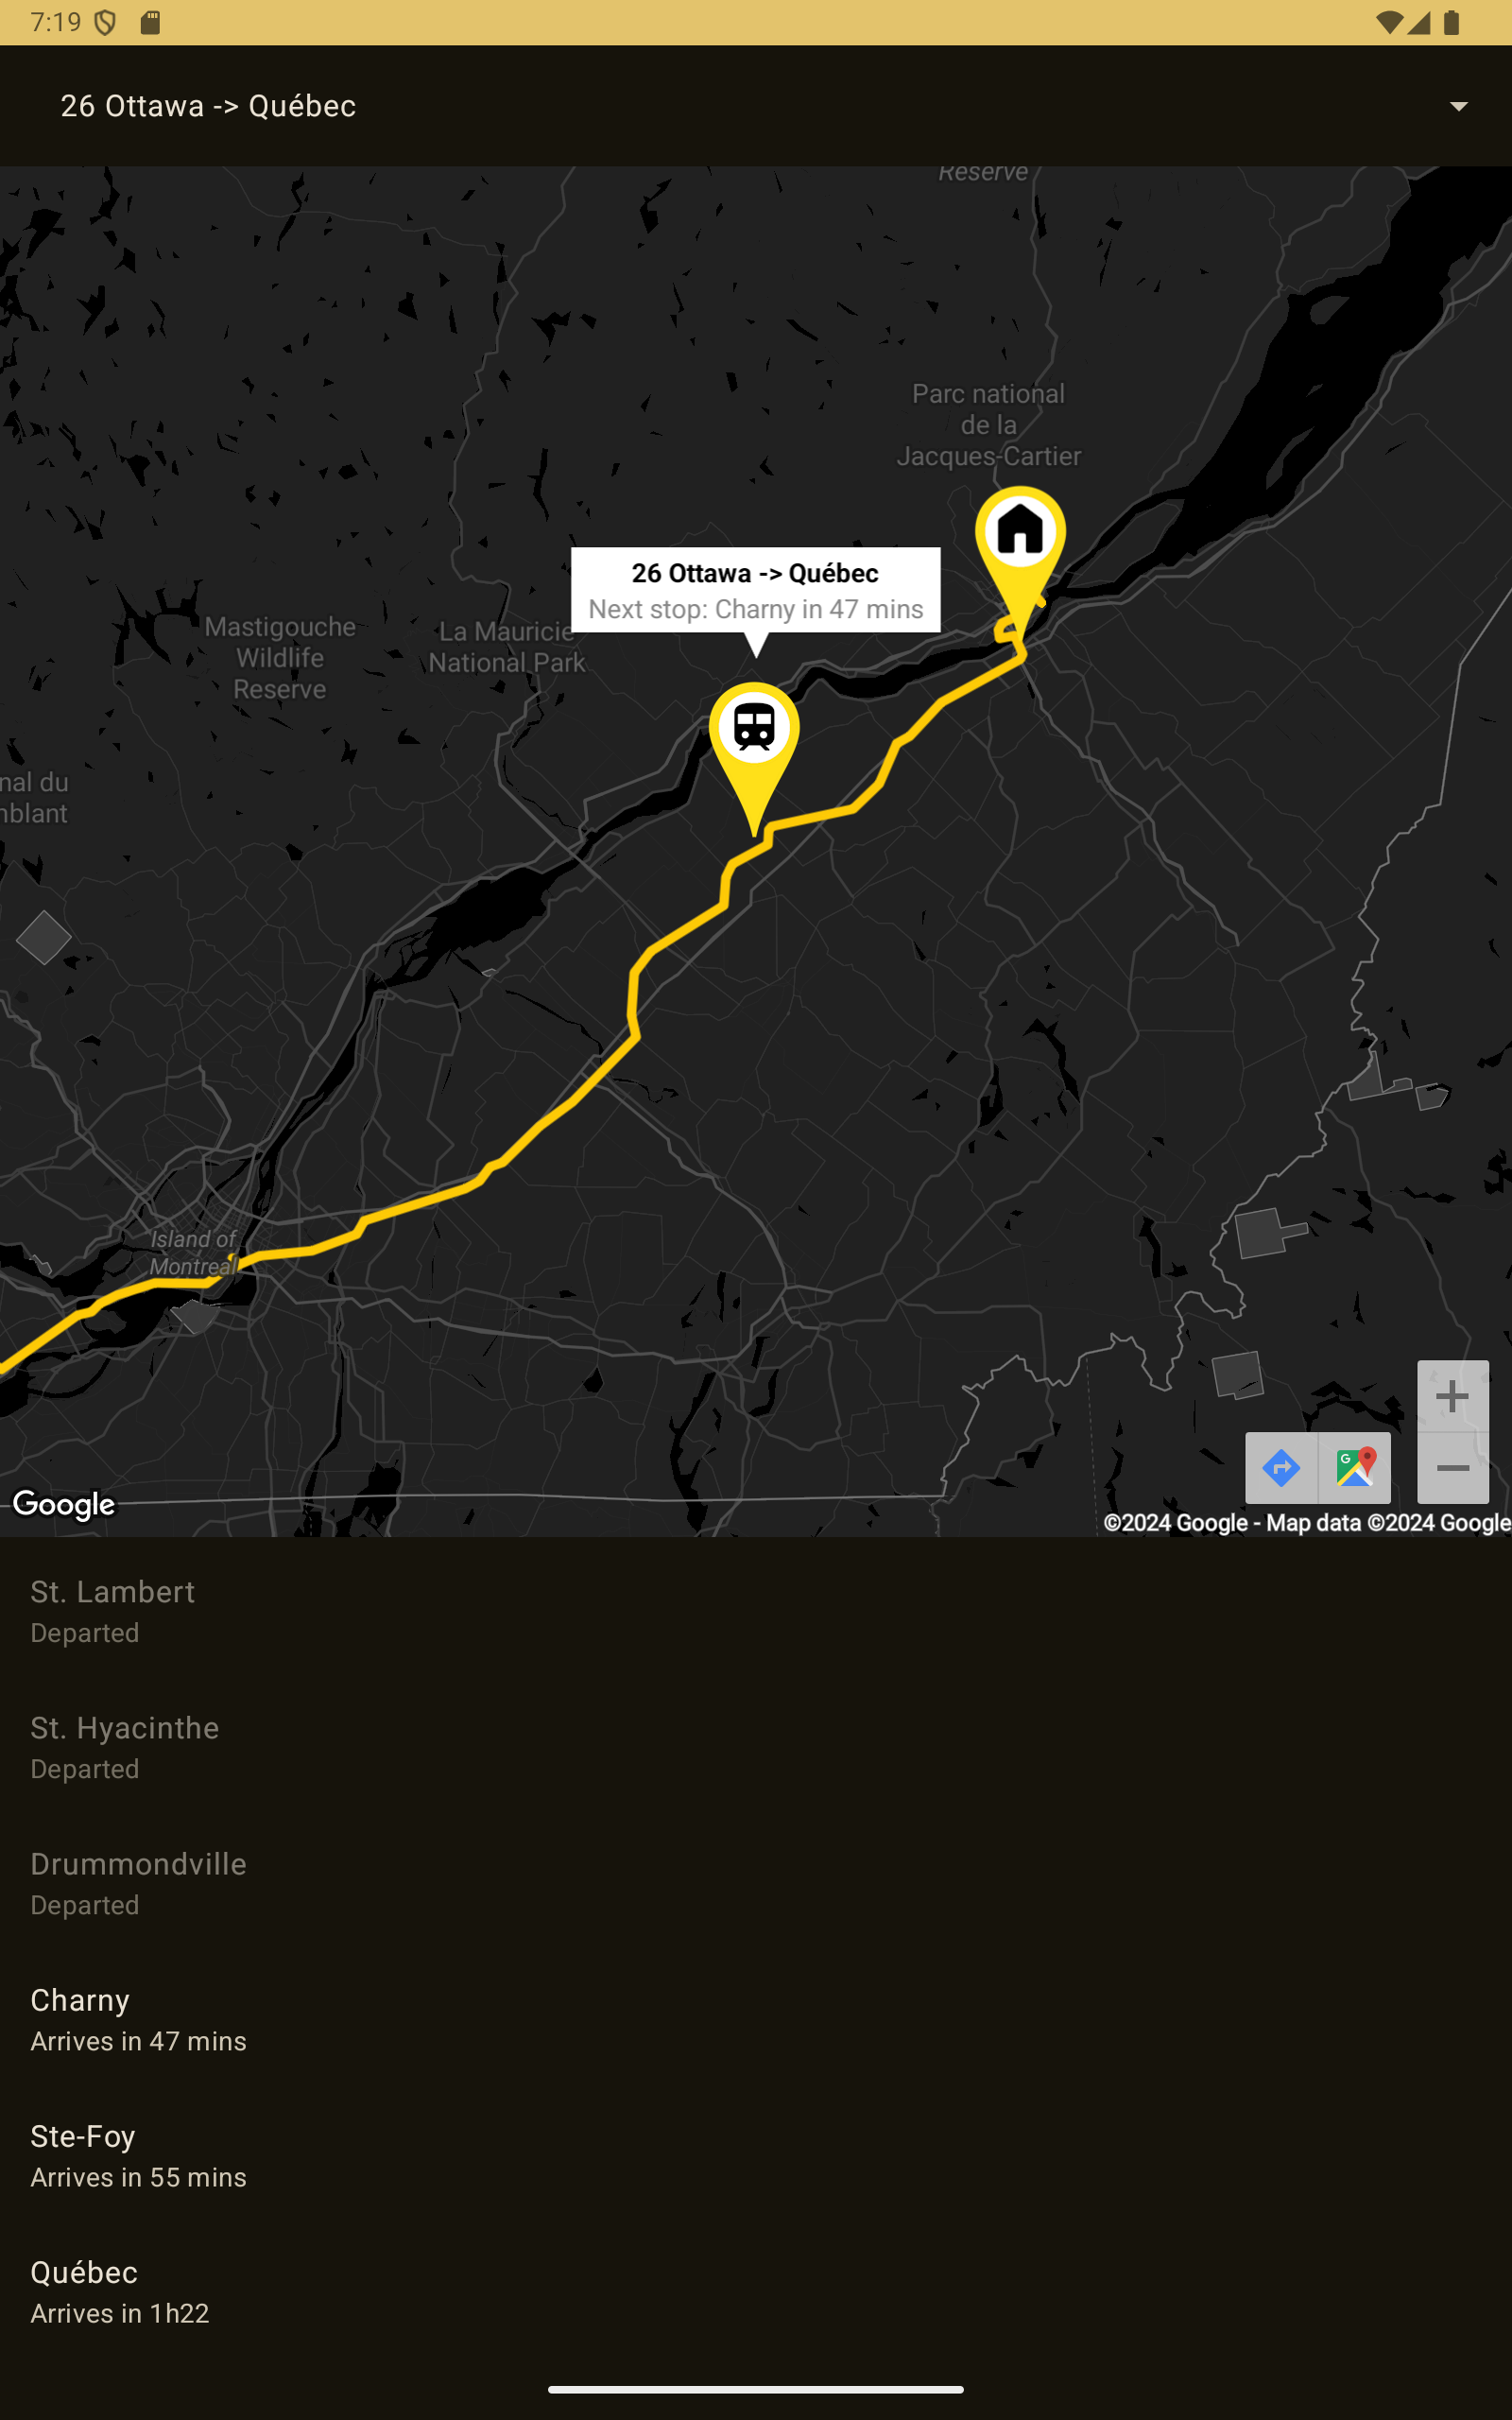 7:19
26 Ottawa -> Québec
Reserve
Parc national
de la
Jacques-Cartier
26 Ottawa -> Québec
Next stop: Charny in 47 mins
Mastigouche
Wildlife
Reserve
La Mauricie
National Park
nal du
nblant
Island of
Montreal
G
Google
©2024 Google - Map data ©2024 Google
St. Lambert
Departed
St. Hyacinthe
Departed
Drummondville
Departed
Charny
Arrives in 47 mins
Ste-Foy
Arrives in 55 mins
Québec
Arrives in 1h22